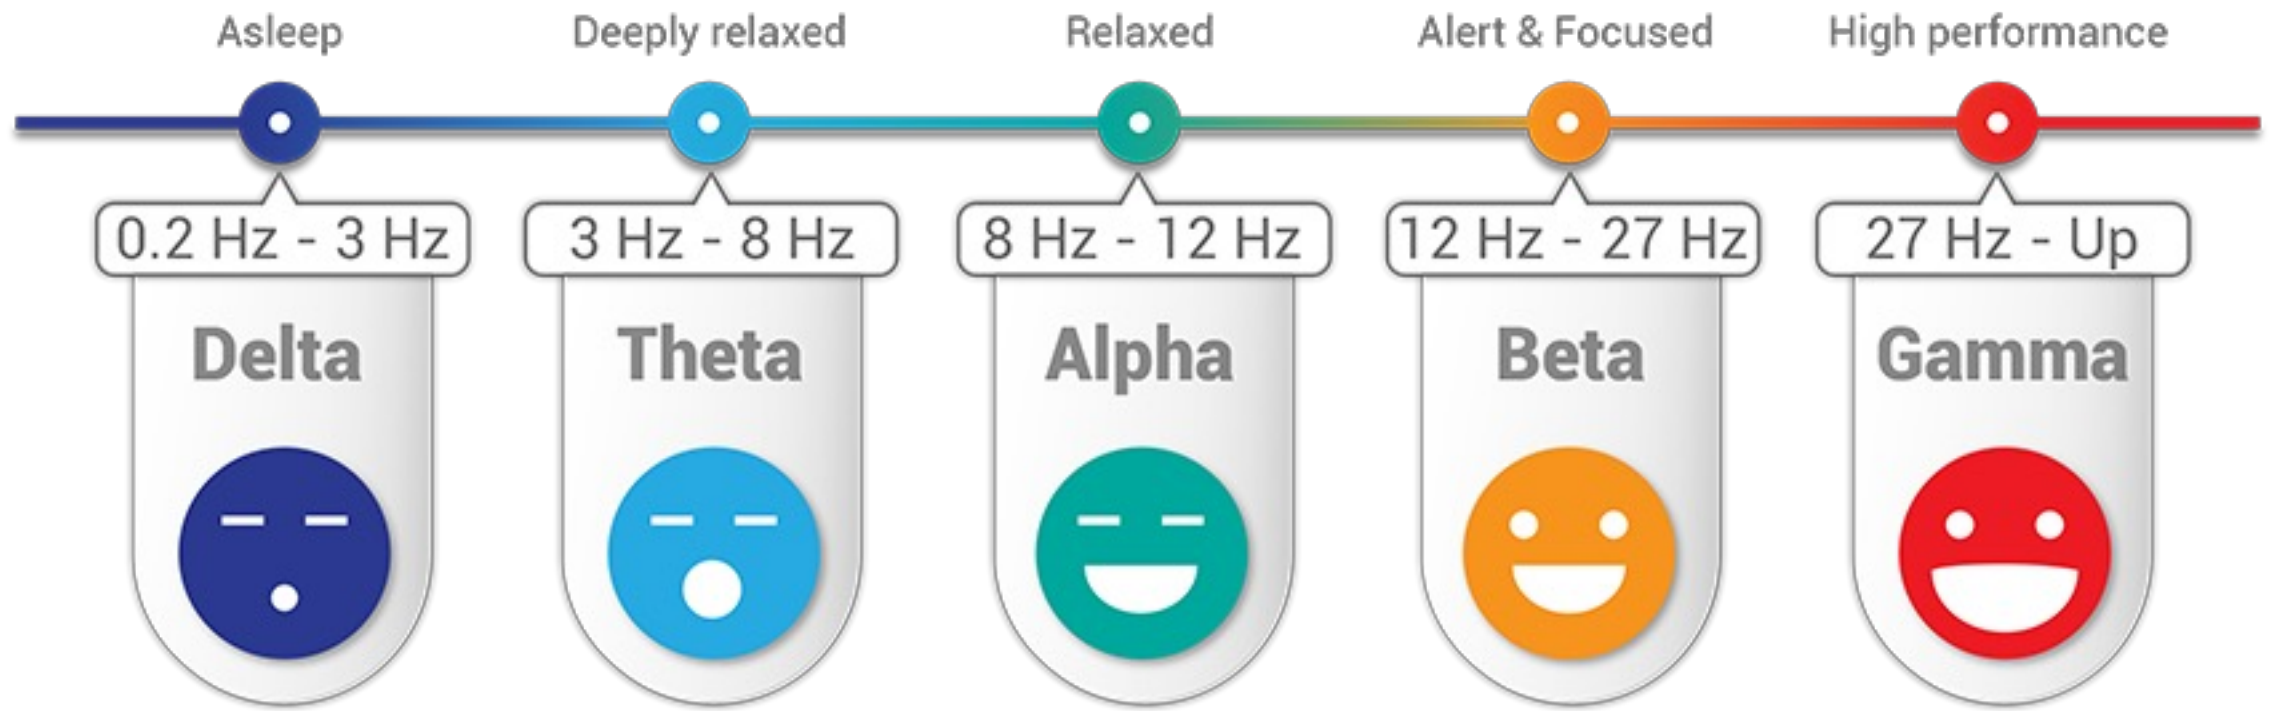 Asleep
Deeply relaxed
Relaxed
Alert & Focused
High performance
0.2 Hz - 3 Hz
3 Hz - 8 Hz
8 Hz - 12 Hz
12 Hz - 27 Hz
27 Hz - Up
Delta
Theta
Alpha
Beta
Gamma